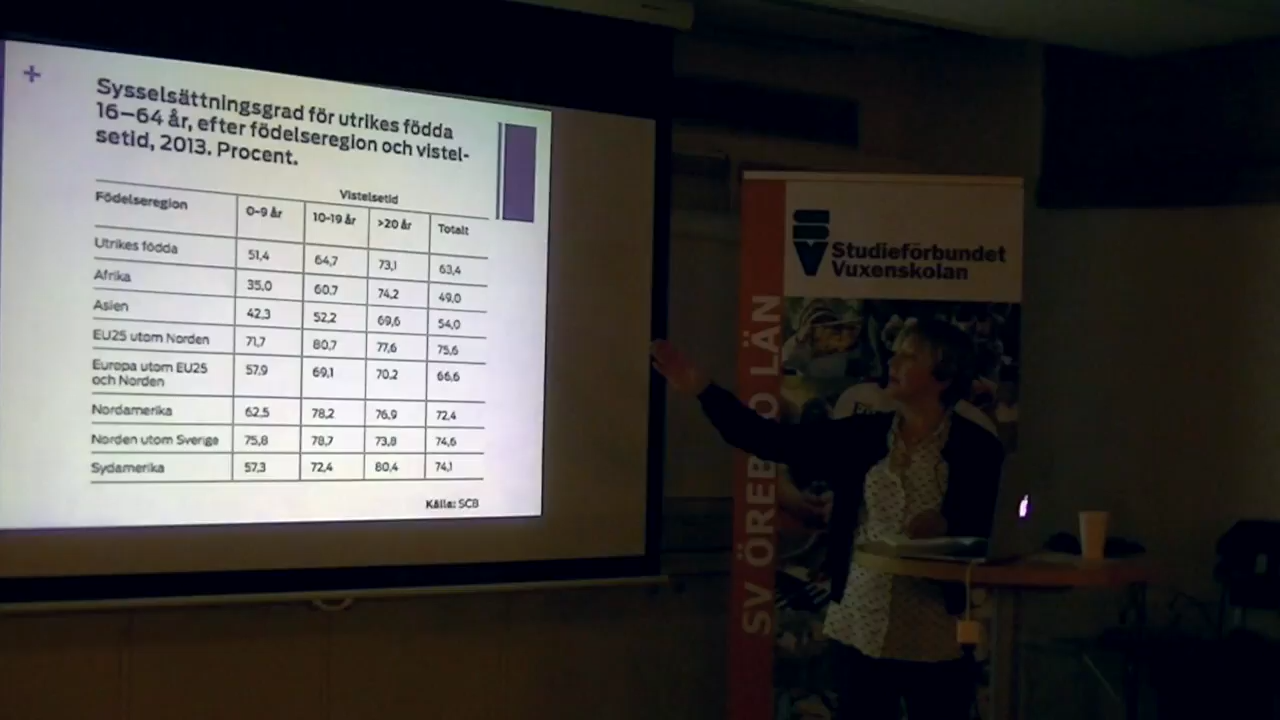 Sysselsättningsgrad för utrikes födda
16–64 år, efter födelseregion och vistel-
setid, 2013. Procent.
Vistelsetid
Födelseregion 0-9 år 10-19 år >20 år Totalt
Utrikes födda 51,4 64,7 73,1 63,4
Afrika 35,0 60,7 74,2 49,0
Asien 42,3 52,2 69,6 54,0
EU25 utom Norden 71,7 80,7 77,6 75,6
Europa utom EU25
och Norden 57,9 69,1 70,2 66,6
Nordamerika 62,5 78,2 76,9 72,4
Norden utom Sverige 75,8 78,7 73,8 74,6
Sydamerika 57,3 72,4 80,4 74,1
Källa: SCB
Studieförbundet
Vuxenskolan
SV ÖREBRO LÄN